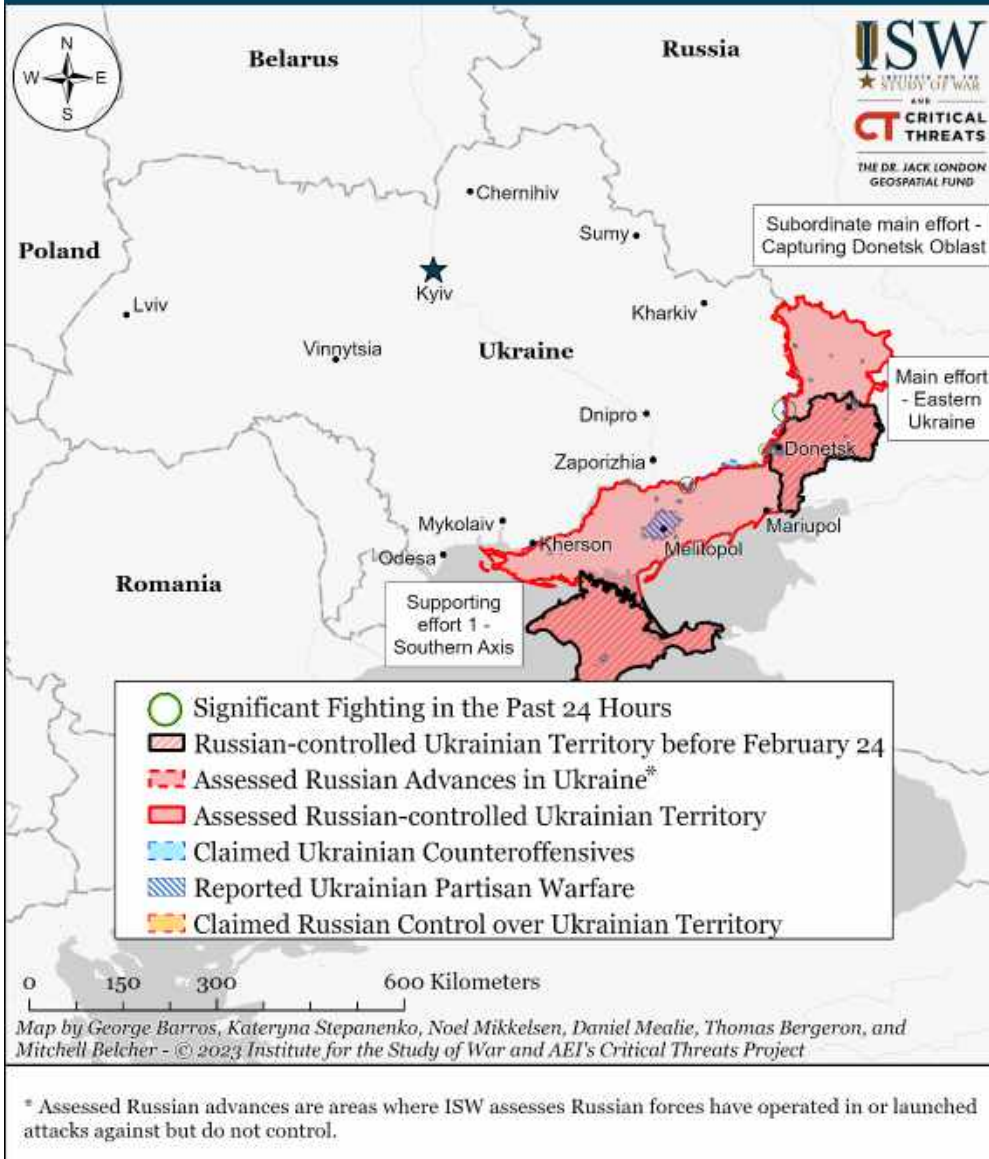 N
W E
S
Belarus
Russia
ISW
INSTITUTE FOR THE
STUDY OF WAR
AND
CT CRITICAL
THREATS
THE DR. JACK LONDON
GEOSPATIAL FUND
Chernihiv
Sumy
Subordinate main effort -
Capturing Donetsk Oblast
Poland
Kyiv
Lviv
Kharkiv
Vinnytsia
Ukraine
Main effort
- Eastern
Ukraine
Dnipro
Donetsk
Zaporizhia
Mykolaiv
Mariupol
Kherson
Melitopol
Odesa
Romania
Supporting
effort 1 -
Southern Axis
Significant Fighting in the Past 24 Hours
Russian-controlled Ukrainian Territory before February 24
Assessed Russian Advances in Ukraine*
Assessed Russian-controlled Ukrainian Territory
Claimed Ukrainian Counteroffensives
Reported Ukrainian Partisan Warfare
Claimed Russian Control over Ukrainian Territory
0 150 300 600 Kilometers
Map by George Barros, Kateryna Stepanenko, Noel Mikkelsen, Daniel Mealie, Thomas Bergeron, and
Mitchell Belcher - © 2023 Institute for the Study of War and AEI's Critical Threats Project
* Assessed Russian advances are areas where ISW assesses Russian forces have operated in or launched
attacks against but do not control.